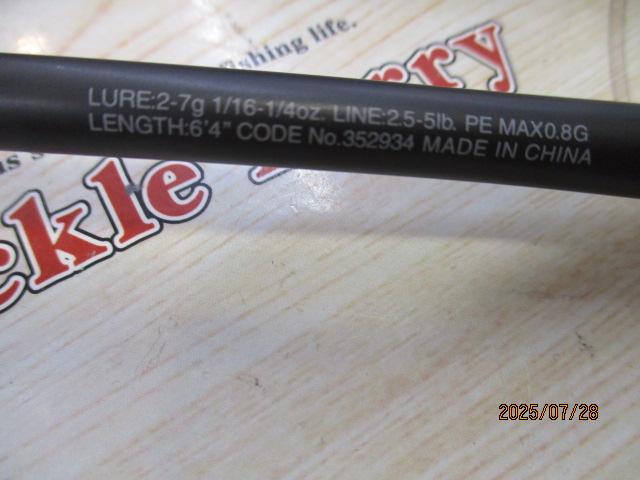 fishing life.
LURE:2-7g 1/16-1/4oz. LINE:2.5-5lb. PE MAX0.8G
LENGTH:6'4" CODE No.352934 MADE IN CHINA
ckle
rry
2025/07/28